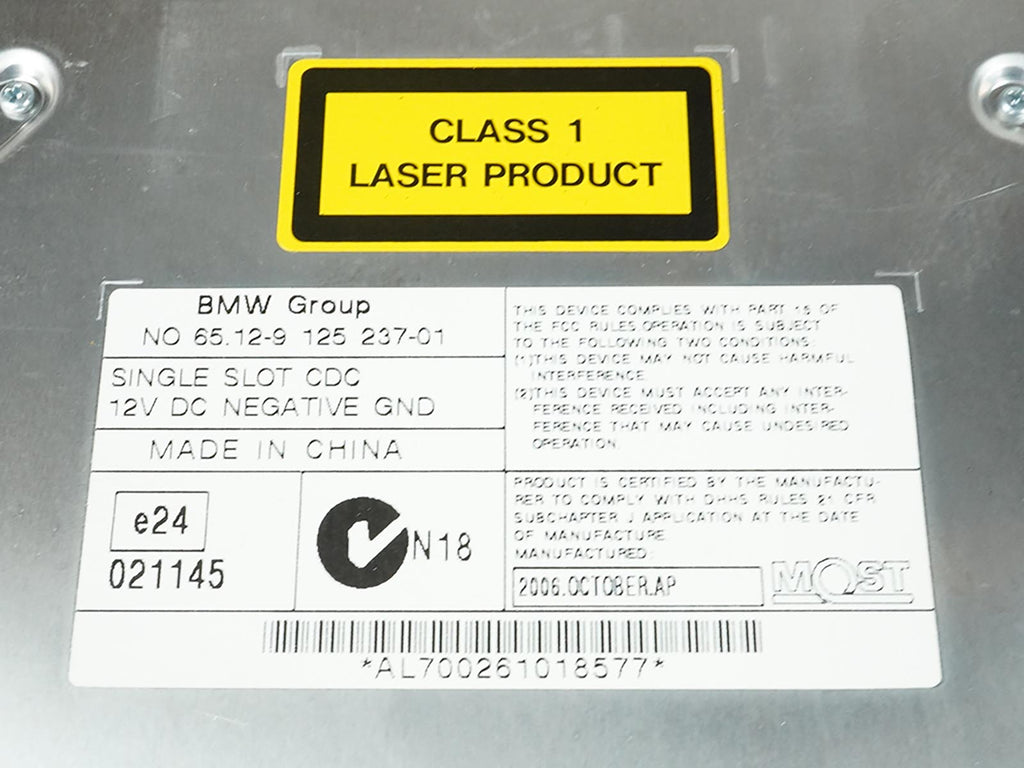 CLASS 1
LASER PRODUCT
BMW Group
NO 65.12-9 125 237-01
SINGLE SLOT CDC
12V DC NEGATIVE GND
MADE IN CHINA
e24
021145
N18
THIS DEVICE COMPLIES WITH PART 15 OF
THE FCC RULES.OPERATION IS SUBJECT
TO THE FOLLOWING TWO CONDITIONS:
(1)THIS DEVICE MAY NOT CAUSE HARMFUL
INTERFERENCE.
(2)THIS DEVICE MUST ACCEPT ANY INTER-
FERENCE RECEIVED INCLUDING INTER-
FERENCE THAT MAY CAUSE UNDESIRED
OPERATION.
PRODUCT IS CERTIFIED BY THE MANUFACTU-
RER TO COMPLY WITH DHHS RULES 21 CFR
SUBCHAPTER J APPLICATION AT THE DATE
OF MANUFACTURE
MANUFACTURED:
2006.OCTOBER.AP
MOST
*AL700261018577*